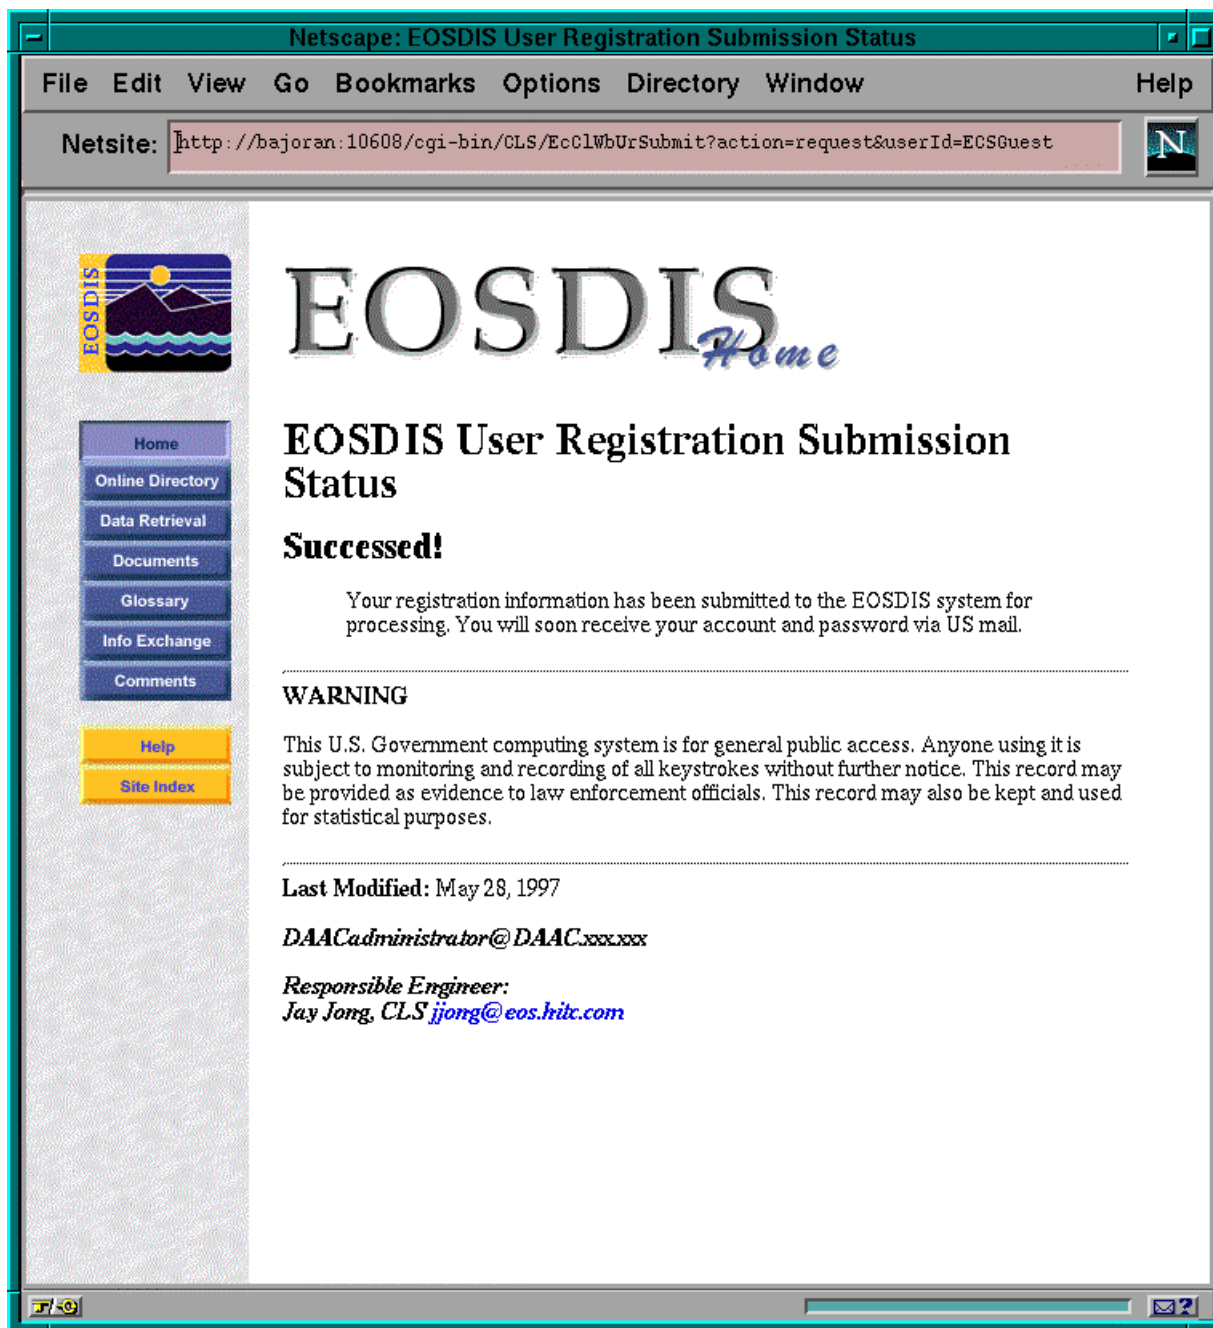 Netscape: EOSDIS User Registration Submission Status
File Edit View Go Bookmarks Options Directory Window Help
Netsite: http://bajoran:10608/cgi-bin/CLS/EcClWbUrSubmit?action=request&userId=ECSGuest
N
EOSDIS
EOSDIS
Home
Home
Online Directory
Data Retrieval
Documents
Glossary
Info Exchange
Comments
Help
Site Index
EOSDIS User Registration Submission
Status
Successed!
Your registration information has been submitted to the EOSDIS system for
processing. You will soon receive your account and password via US mail.
WARNING
This U.S. Government computing system is for general public access. Anyone using it is
subject to monitoring and recording of all keystrokes without further notice. This record may
be provided as evidence to law enforcement officials. This record may also be kept and used
for statistical purposes.
Last Modified: May 28, 1997
DAACadministrator@DAAC.xxx.xxx
Responsible Engineer:
Jay Jong, CLS jjong@eos.hitc.com
?